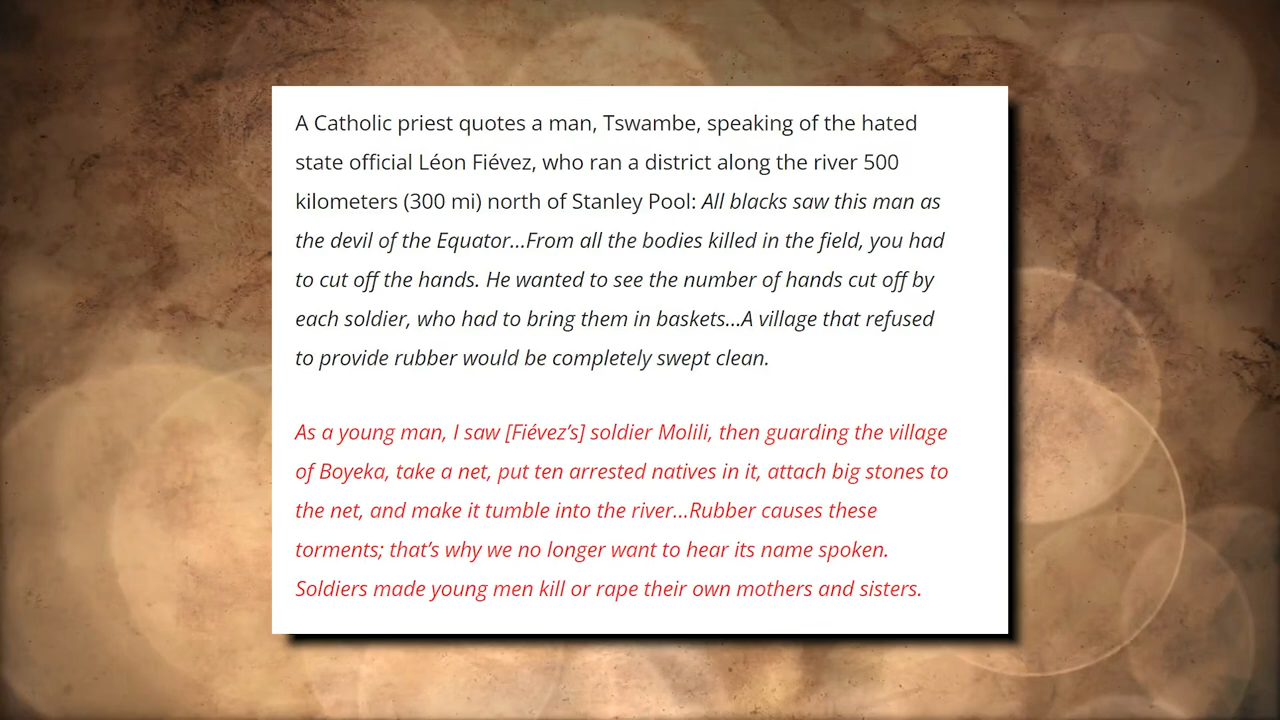 A Catholic priest quotes a man, Tswambe, speaking of the hated
state official Léon Fiévez, who ran a district along the river 500
kilometers (300 mi) north of Stanley Pool: All blacks saw this man as
the devil of the Equator...From all the bodies killed in the field, you had
to cut off the hands. He wanted to see the number of hands cut off by
each soldier, who had to bring them in baskets...A village that refused
to provide rubber would be completely swept clean.
As a young man, I saw [Fiévez’s] soldier Molili, then guarding the village
of Boyeka, take a net, put ten arrested natives in it, attach big stones to
the net, and make it tumble into the river...Rubber causes these
torments; that’s why we no longer want to hear its name spoken.
Soldiers made young men kill or rape their own mothers and sisters.